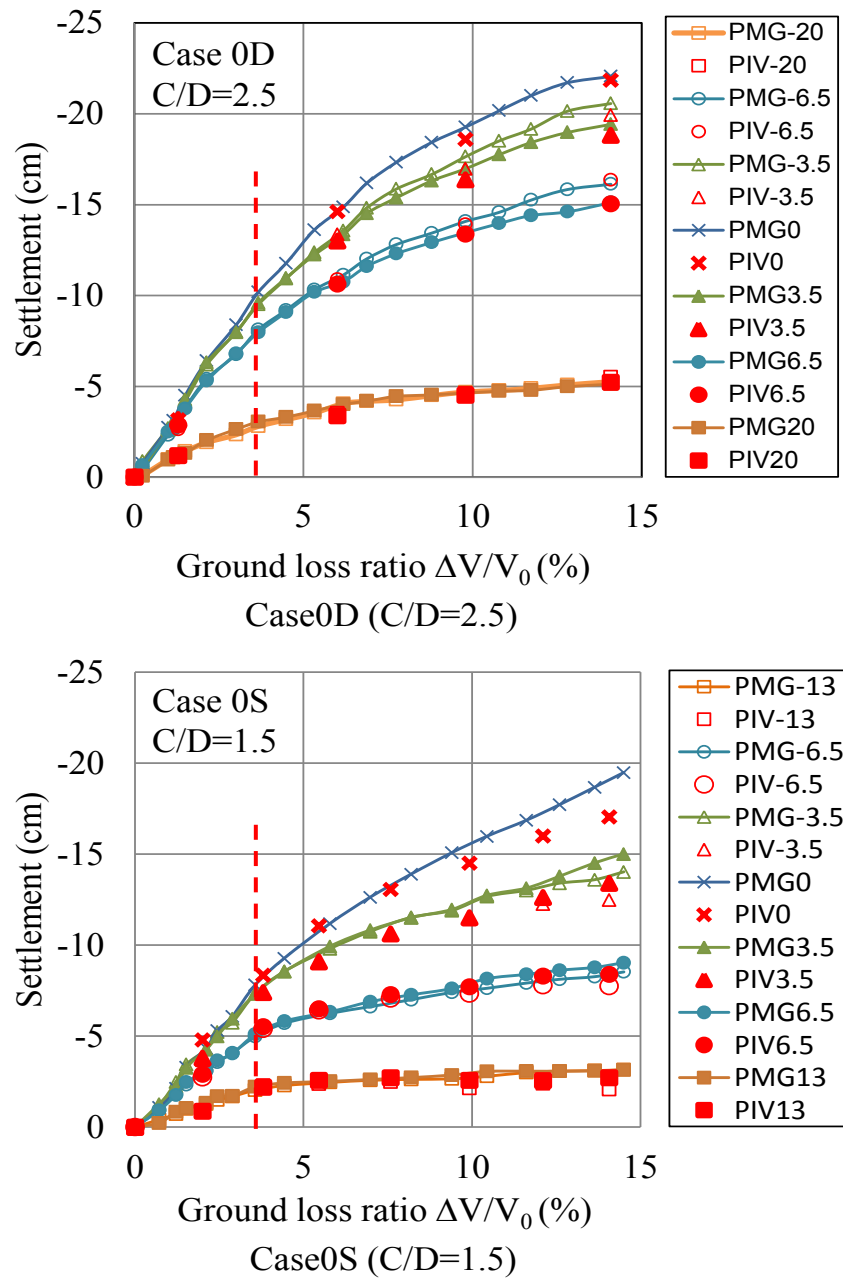 -25
-20
-15
-10
-5
0
Settlement (cm)
Case 0D
C/D=2.5
0
5
10
15
Ground loss ratio ΔV/V₀ (%)
Case0D (C/D=2.5)
PMG-20
PIV-20
PMG-6.5
PIV-6.5
PMG-3.5
PIV-3.5
PMG0
PIV0
PMG3.5
PIV3.5
PMG6.5
PIV6.5
PMG20
PIV20
-25
-20
-15
-10
-5
0
Settlement (cm)
Case 0S
C/D=1.5
0
5
10
15
Ground loss ratio ΔV/V₀ (%)
Case0S (C/D=1.5)
PMG-13
PIV-13
PMG-6.5
PIV-6.5
PMG-3.5
PIV-3.5
PMG0
PIV0
PMG3.5
PIV3.5
PMG6.5
PIV6.5
PMG13
PIV13